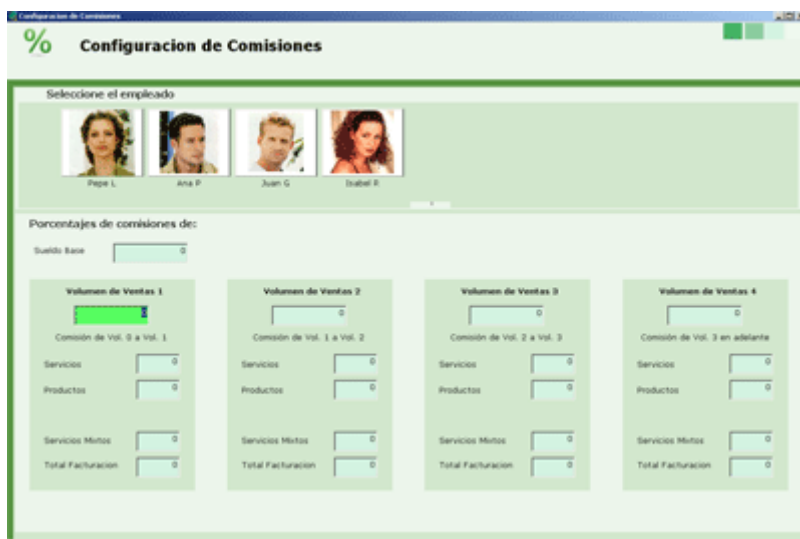 Configuracion de Comisiones
% Configuracion de Comisiones
Seleccione el empleado
Pepe L Ana P Juan G Isabel R
Porcentajes de comisiones de:
Sueldo Base 0
Volumen de Ventas 1 Volumen de Ventas 2 Volumen de Ventas 3 Volumen de Ventas 4
0 0 0 0
Comisión de Vol. 0 a Vol. 1 Comisión de Vol. 1 a Vol. 2 Comisión de Vol. 2 a Vol. 3 Comisión de Vol. 3 en adelante
Servicios 0 Servicios 0 Servicios 0 Servicios 0
Productos 0 Productos 0 Productos 0 Productos 0
Servicios Mixtos 0 Servicios Mixtos 0 Servicios Mixtos 0 Servicios Mixtos 0
Total Facturacion 0 Total Facturacion 0 Total Facturacion 0 Total Facturacion 0